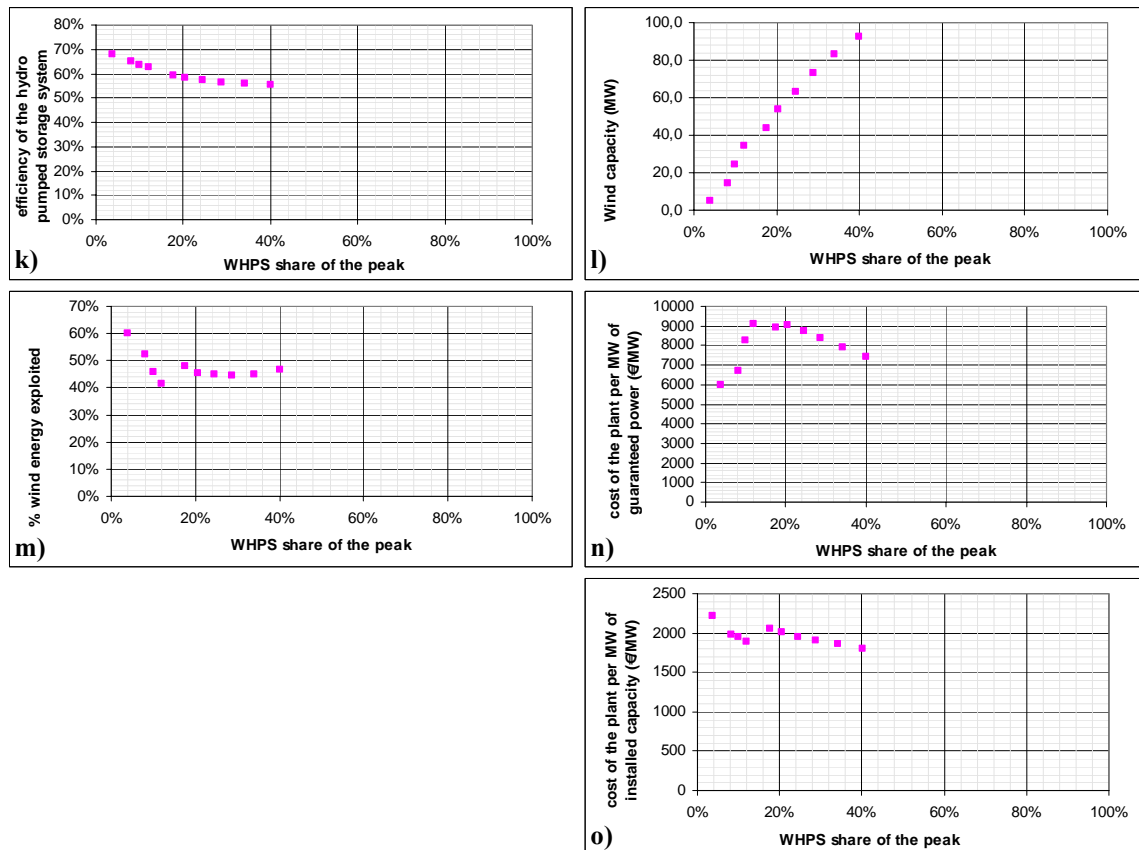 80%
70%
60%
50%
40%
30%
20%
10%
0%
0% 20% 40% 60% 80% 100%
WHPS share of the peak
efficiency of the hydro
pumped storage system
k)
100,0
80,0
60,0
40,0
20,0
0,0
0% 20% 40% 60% 80% 100%
WHPS share of the peak
Wind capacity (MW)
l)
70%
60%
50%
40%
30%
20%
10%
0%
0% 20% 40% 60% 80% 100%
WHPS share of the peak
% wind energy exploited
m)
10000
9000
8000
7000
6000
5000
4000
3000
2000
1000
0
0% 20% 40% 60% 80% 100%
WHPS share of the peak
cost of the plant per MW of
guaranteed power (€/MW)
n)
2500
2000
1500
1000
500
0
0% 20% 40% 60% 80% 100%
WHPS share of the peak
cost of the plant per MW of
installed capacity (€/MW)
o)